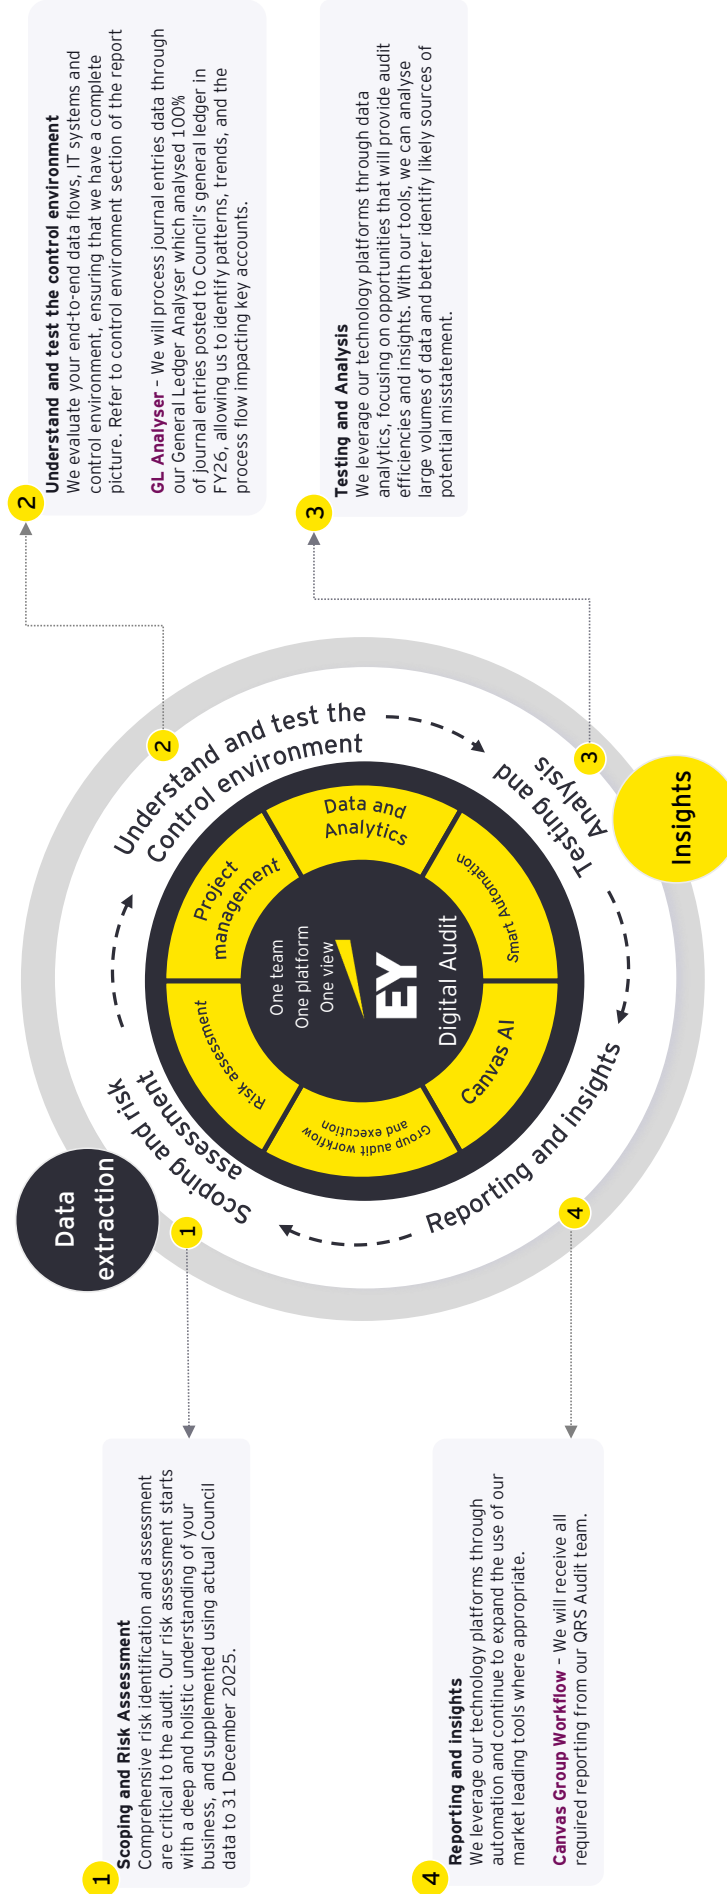 1
Scoping and Risk Assessment
Comprehensive risk identification and assessment
are critical to the audit. Our risk assessment starts
with a deep and holistic understanding of your
business, and supplemented using actual Council
data to 31 December 2025.
2
Understand and test the control environment
We evaluate your end-to-end data flows, IT systems and
control environment, ensuring that we have a complete
picture. Refer to control environment section of the report
GL Analyser – We will process journal entries data through
our General Ledger Analyser which analysed 100%
of journal entries posted to Council's general ledger in
FY26, allowing us to identify patterns, trends, and the
process flow impacting key accounts.
3
Testing and Analysis
We leverage our technology platforms through data
analytics, focusing on opportunities that will provide audit
efficiencies and insights. With our tools, we can analyse
large volumes of data and better identify likely sources of
potential misstatement.
4
Reporting and insights
We leverage our technology platforms through
automation and continue to expand the use of our
market leading tools where appropriate.
Canvas Group Workflow – We will receive all
required reporting from our QRS Audit team.
Data
extraction
1
Scoping and risk
assessment
2
Understand and test the
Control environment
3
Testing and
Analysis
Insights
4
Reporting and insights
Risk assessment
Project
management
Data and
Analytics
Smart Automation
Canvas AI
Group audit workflow
and execution
One team
One platform
One view
EY
Digital Audit